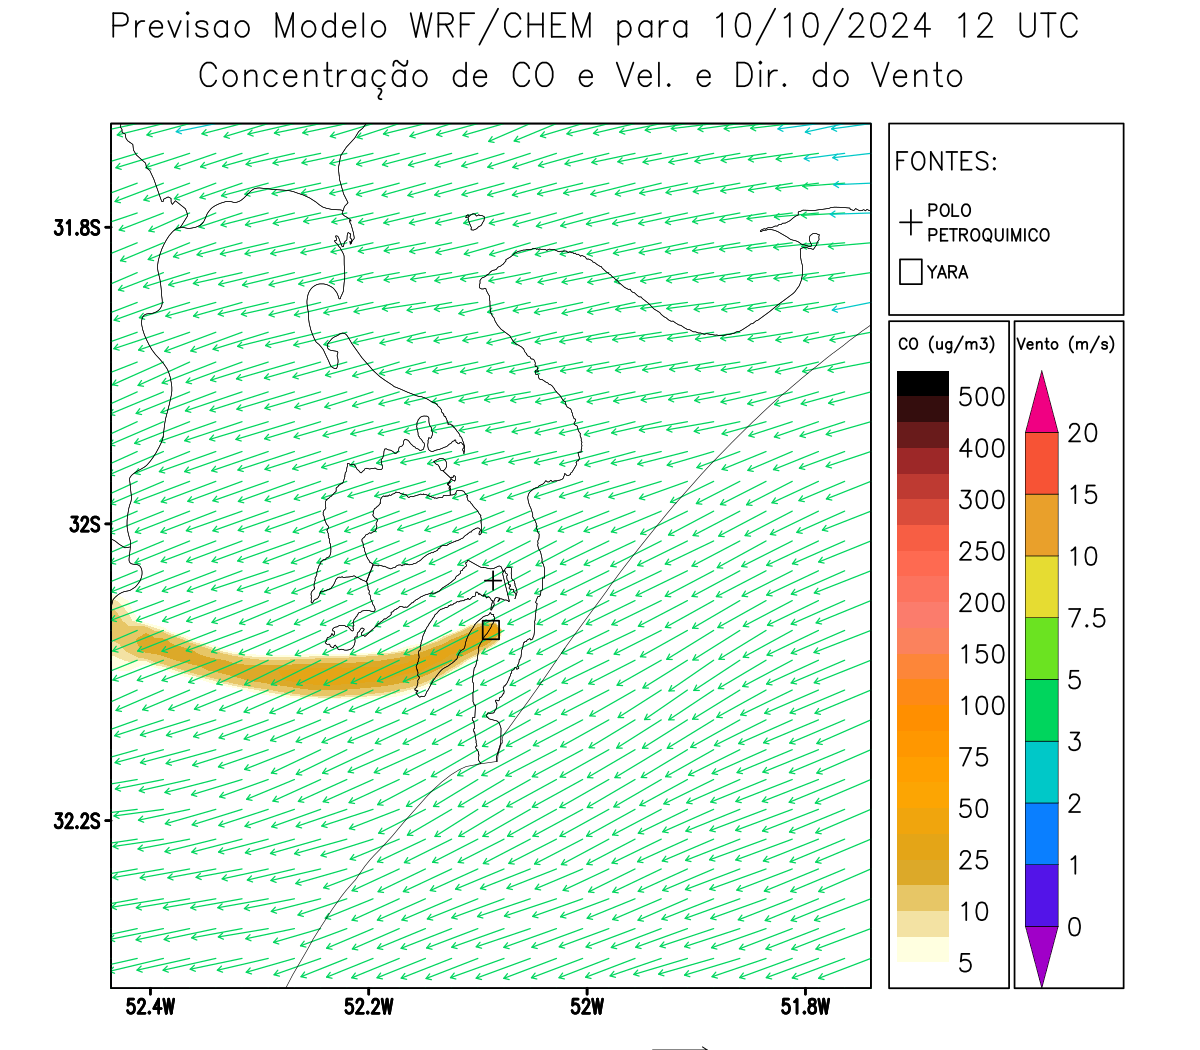 Previsao Modelo WRF/CHEM para 10/10/2024 12 UTC
Concentração de CO e Vel. e Dir. do Vento
FONTES:
POLO
PETROQUIMICO
YARA
31.8S
32S
32.2S
52.4W
52.2W
52W
51.8W
CO (ug/m3)
500
400
300
250
200
150
100
75
50
25
10
5
Vento (m/s)
20
15
10
7.5
5
3
2
1
0